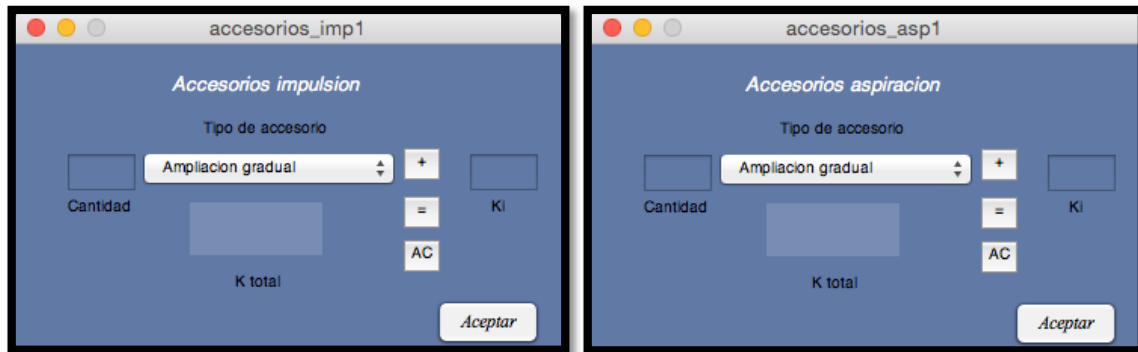 accesorios_imp1
Accesorios impulsion
Tipo de accesorio
Ampliacion gradual
+
Cantidad
=
Ki
AC
K total
Aceptar
accesorios_asp1
Accesorios aspiracion
Tipo de accesorio
Ampliacion gradual
+
Cantidad
=
Ki
AC
K total
Aceptar